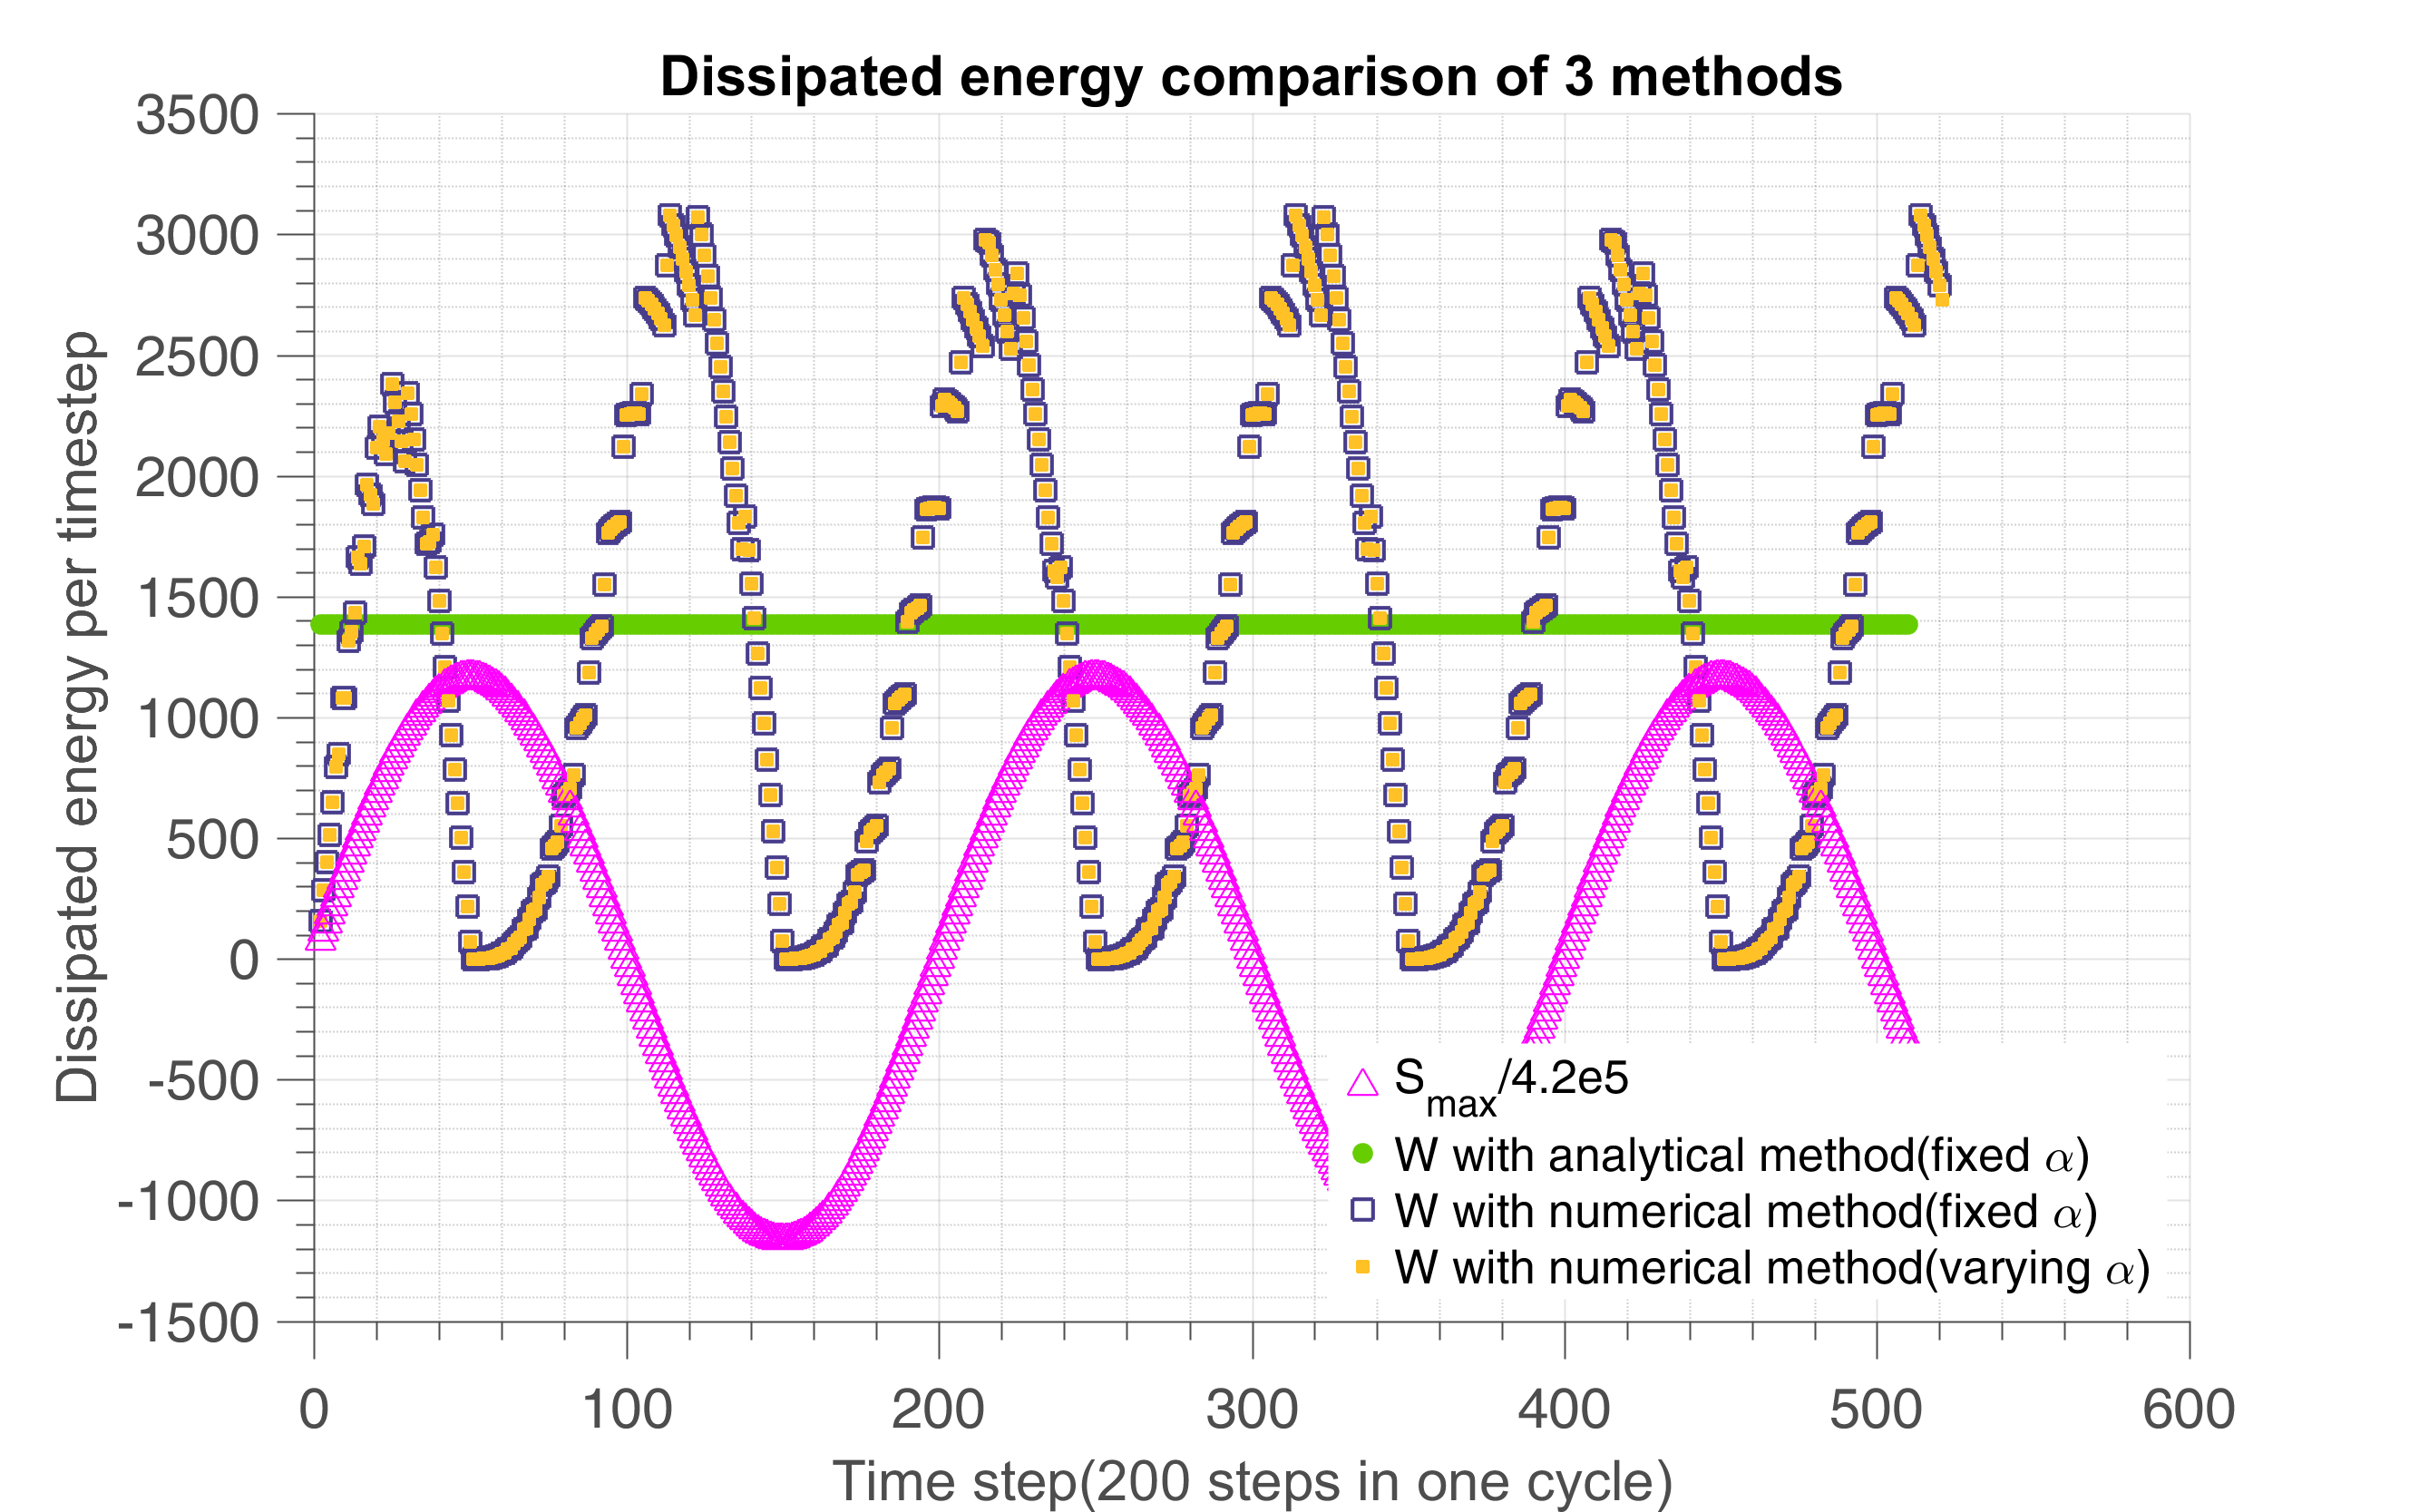 Dissipated energy comparison of 3 methods
Dissipated energy per timestep
3500
3000
2500
2000
1500
1000
500
0
-500
-1000
-1500
S_max/4.2e5
W with analytical method(fixed α)
W with numerical method(fixed α)
W with numerical method(varying α)
0 100 200 300 400 500 600
Time step(200 steps in one cycle)